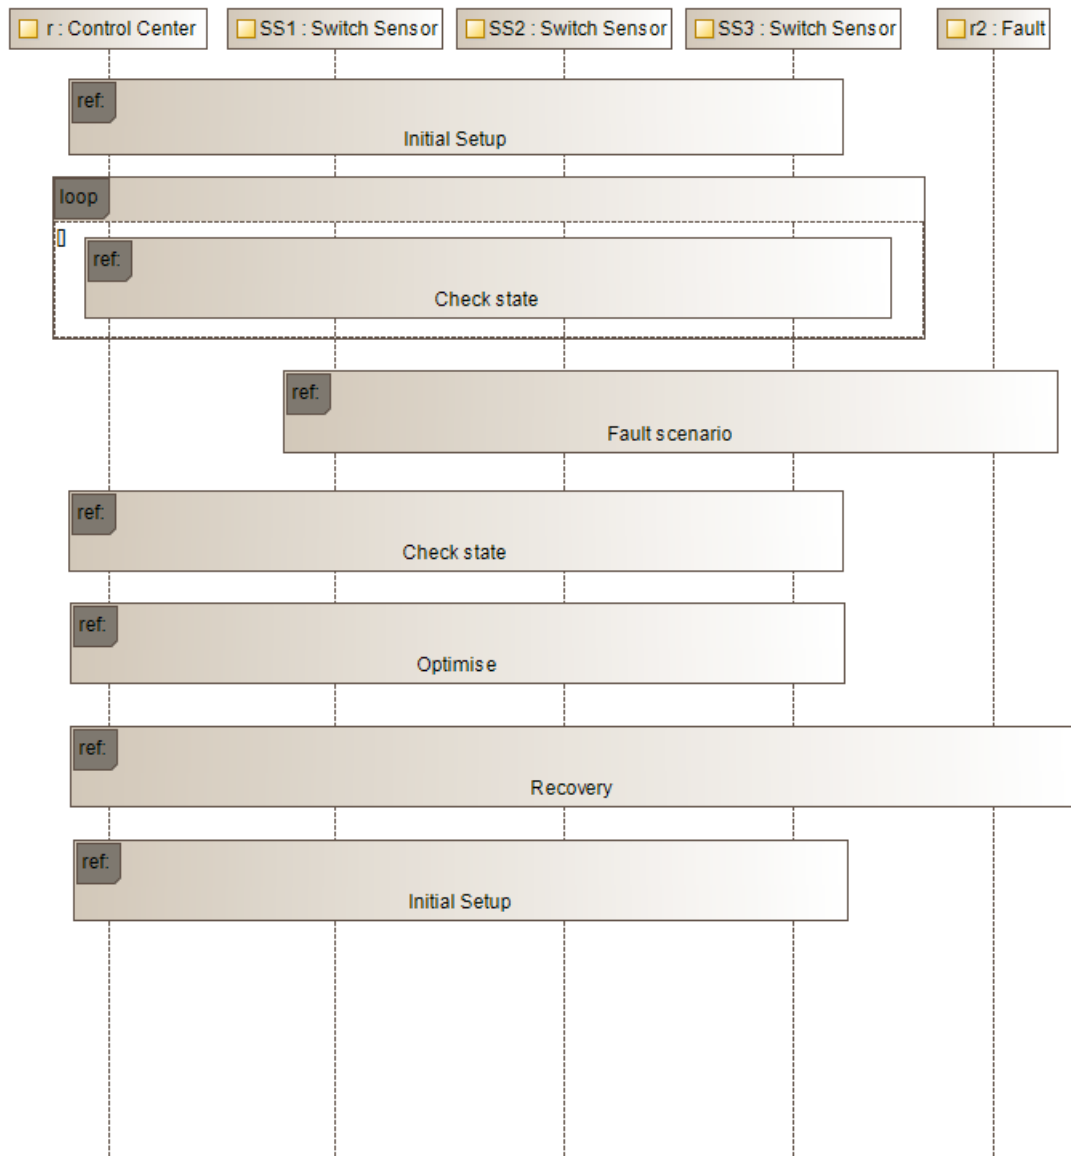 r : Control Center
SS1 : Switch Sensor
SS2 : Switch Sensor
SS3 : Switch Sensor
r2 : Fault
ref:
Initial Setup
loop
[]
ref:
Check state
ref:
Fault scenario
ref:
Check state
ref:
Optimise
ref:
Recovery
ref:
Initial Setup